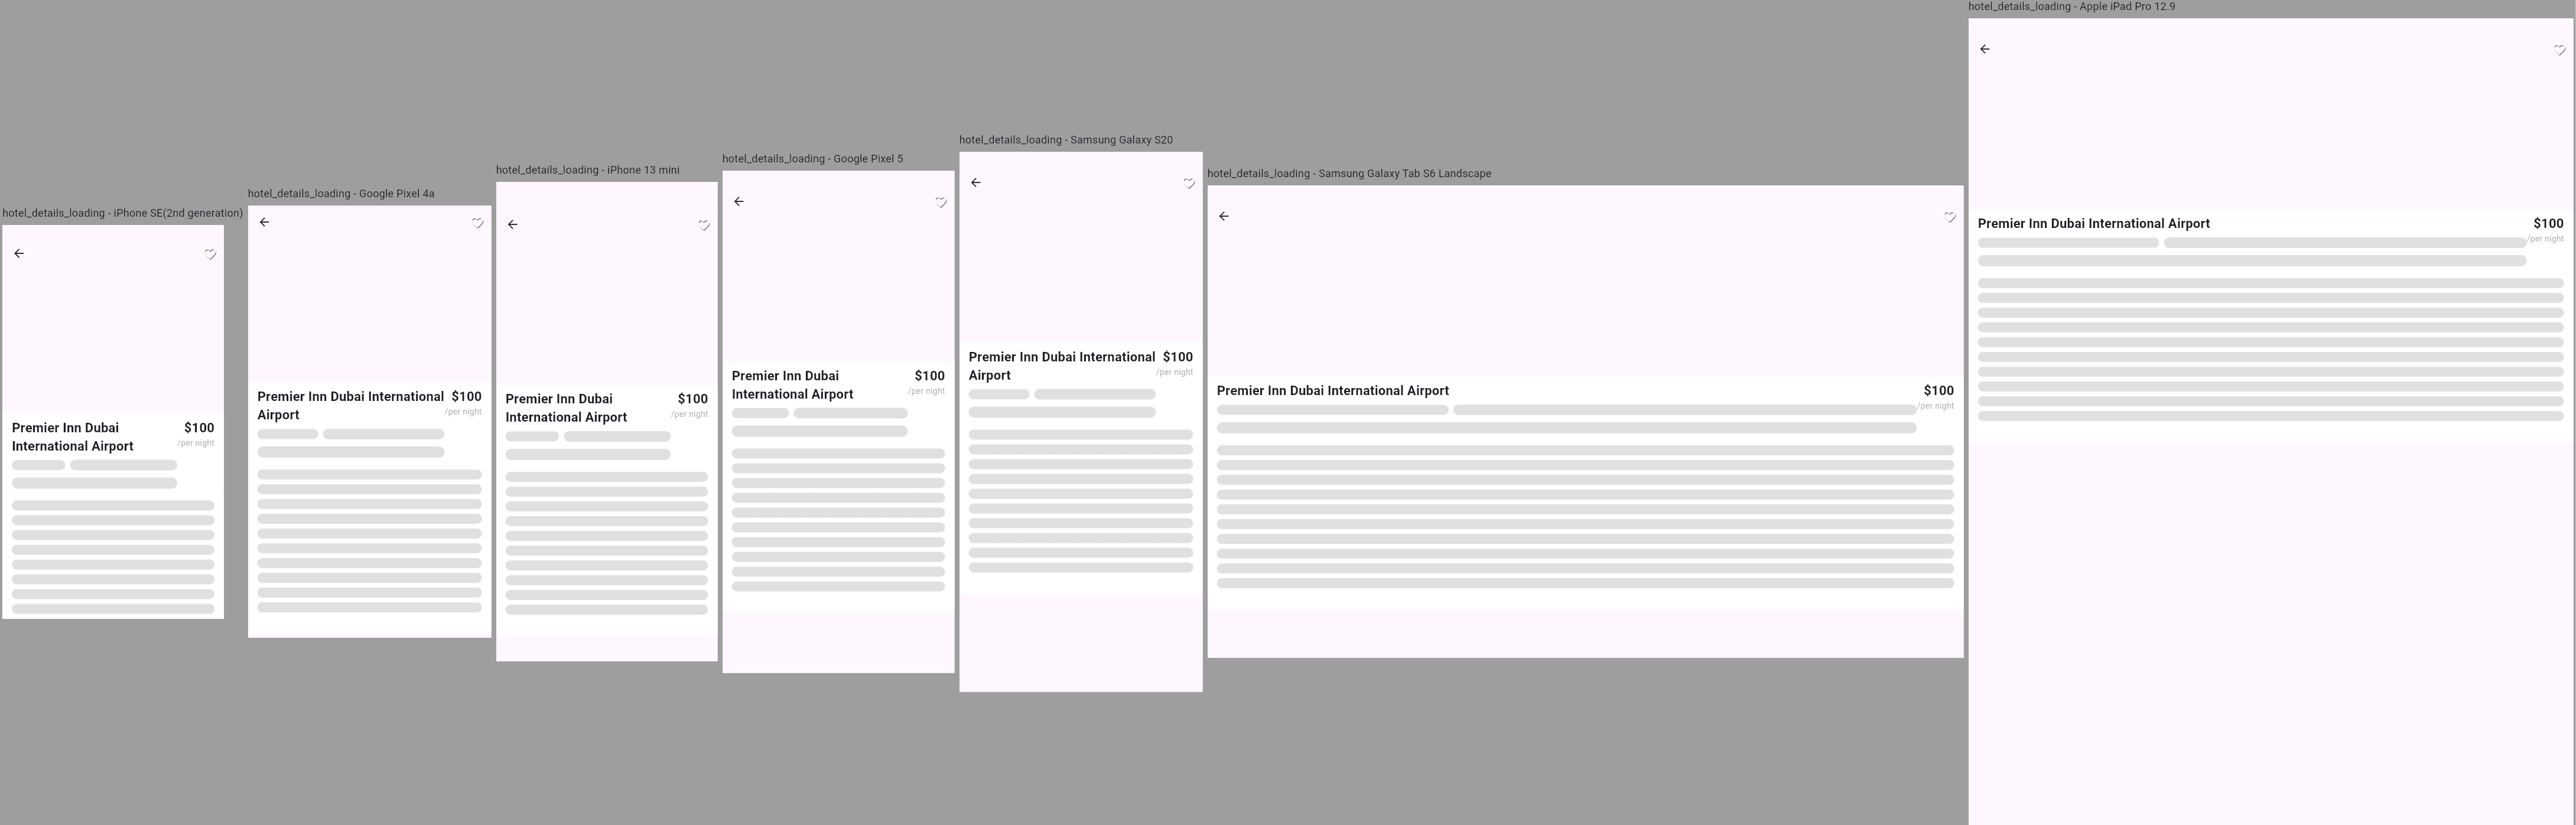 hotel_details_loading - iPhone SE(2nd generation)
Premier Inn Dubai
International Airport
$100
/per night
hotel_details_loading - Google Pixel 4a
Premier Inn Dubai International
Airport
$100
/per night
hotel_details_loading - iPhone 13 mini
Premier Inn Dubai
International Airport
$100
/per night
hotel_details_loading - Google Pixel 5
Premier Inn Dubai
International Airport
$100
/per night
hotel_details_loading - Samsung Galaxy S20
Premier Inn Dubai International
Airport
$100
/per night
hotel_details_loading - Samsung Galaxy Tab S6 Landscape
Premier Inn Dubai International Airport
$100
/per night
hotel_details_loading - Apple iPad Pro 12.9
Premier Inn Dubai International Airport
$100
/per night